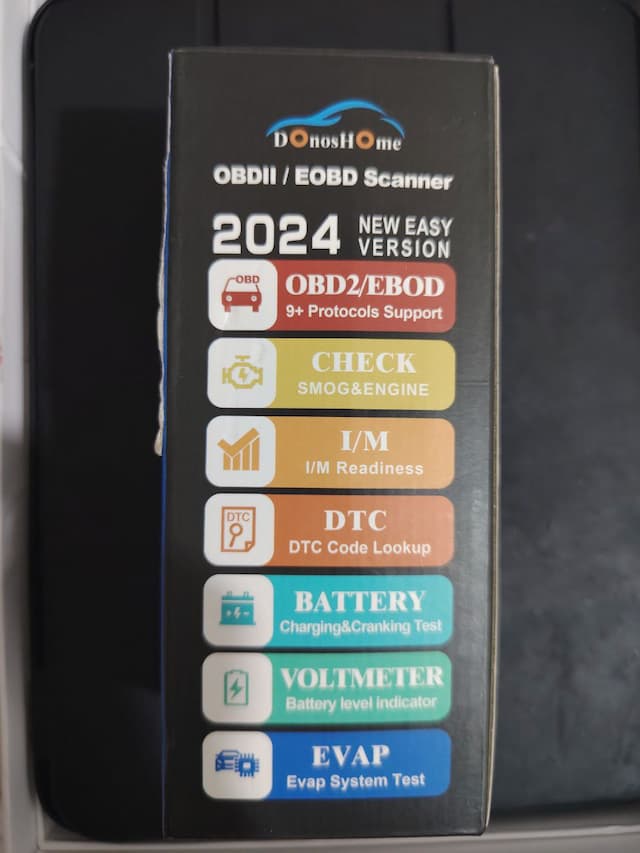 DOnosHOme
OBDII / EOBD Scanner
2024 NEW EASY
VERSION
OBD
OBD2/EBOD
9+ Protocols Support
CHECK
SMOG&ENGINE
I/M
I/M Readiness
DTC
DTC
DTC Code Lookup
BATTERY
Charging&Cranking Test
VOLTMETER
Battery level indicator
EVAP
Evap System Test